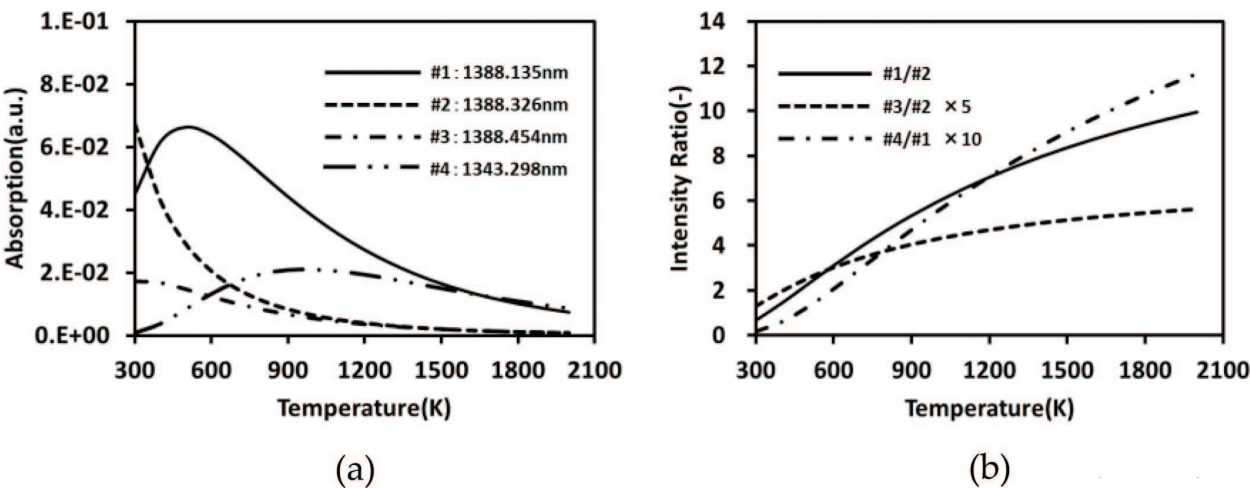 1.E-01
8.E-02
6.E-02
4.E-02
2.E-02
0.E+00
Absorption(a.u.)
#1 : 1388.135nm
#2 : 1388.326nm
#3 : 1388.454nm
#4 : 1343.298nm
300 600 900 1200 1500 1800 2100
Temperature(K)
(a)
14
12
10
8
6
4
2
0
Intensity Ratio(-)
#1/#2
#3/#2 ×5
#4/#1 ×10
300 600 900 1200 1500 1800 2100
Temperature(K)
(b)